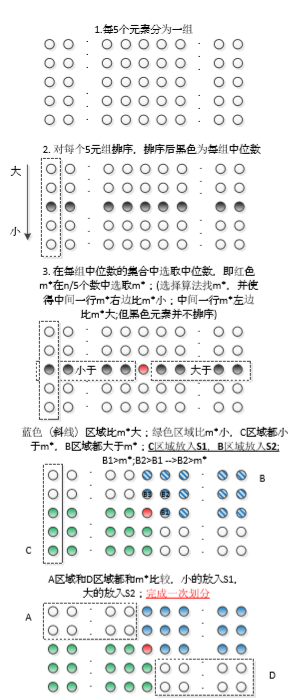 1.每5个元素分为一组
2. 对每个5元组排序，排序后黑色为每组中位数
大
小
3. 在每组中位数的集合中选取中位数，即红色
m*在n/5个数中选取m*；(选择算法找m*，并使
得中间一行m*右边比m*小；中间一行m*左边
比m*大;但黑色元素并不排序)
小于
大于
蓝色（斜线）区域比m*大；绿色区域比m*小，C区域都小
于m*，B区域都大于m*；C区域放入S1，B区域放入S2;
B1>m*;B2>B1 -->B2>m*
B
B3 B2
B1
C
A区域和D区域都和m*比较，小的放入S1,
大的放入S2；完成一次划分
A
D